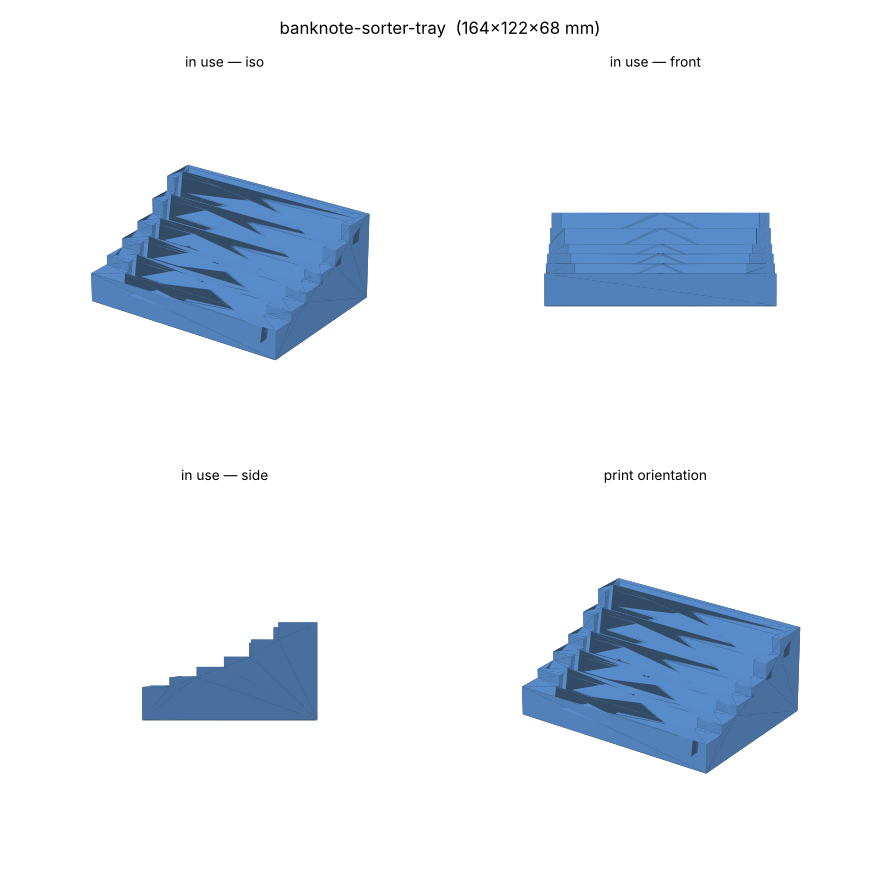 banknote-sorter-tray  (164×122×68 mm)
in use — iso
in use — front
in use — side
print orientation